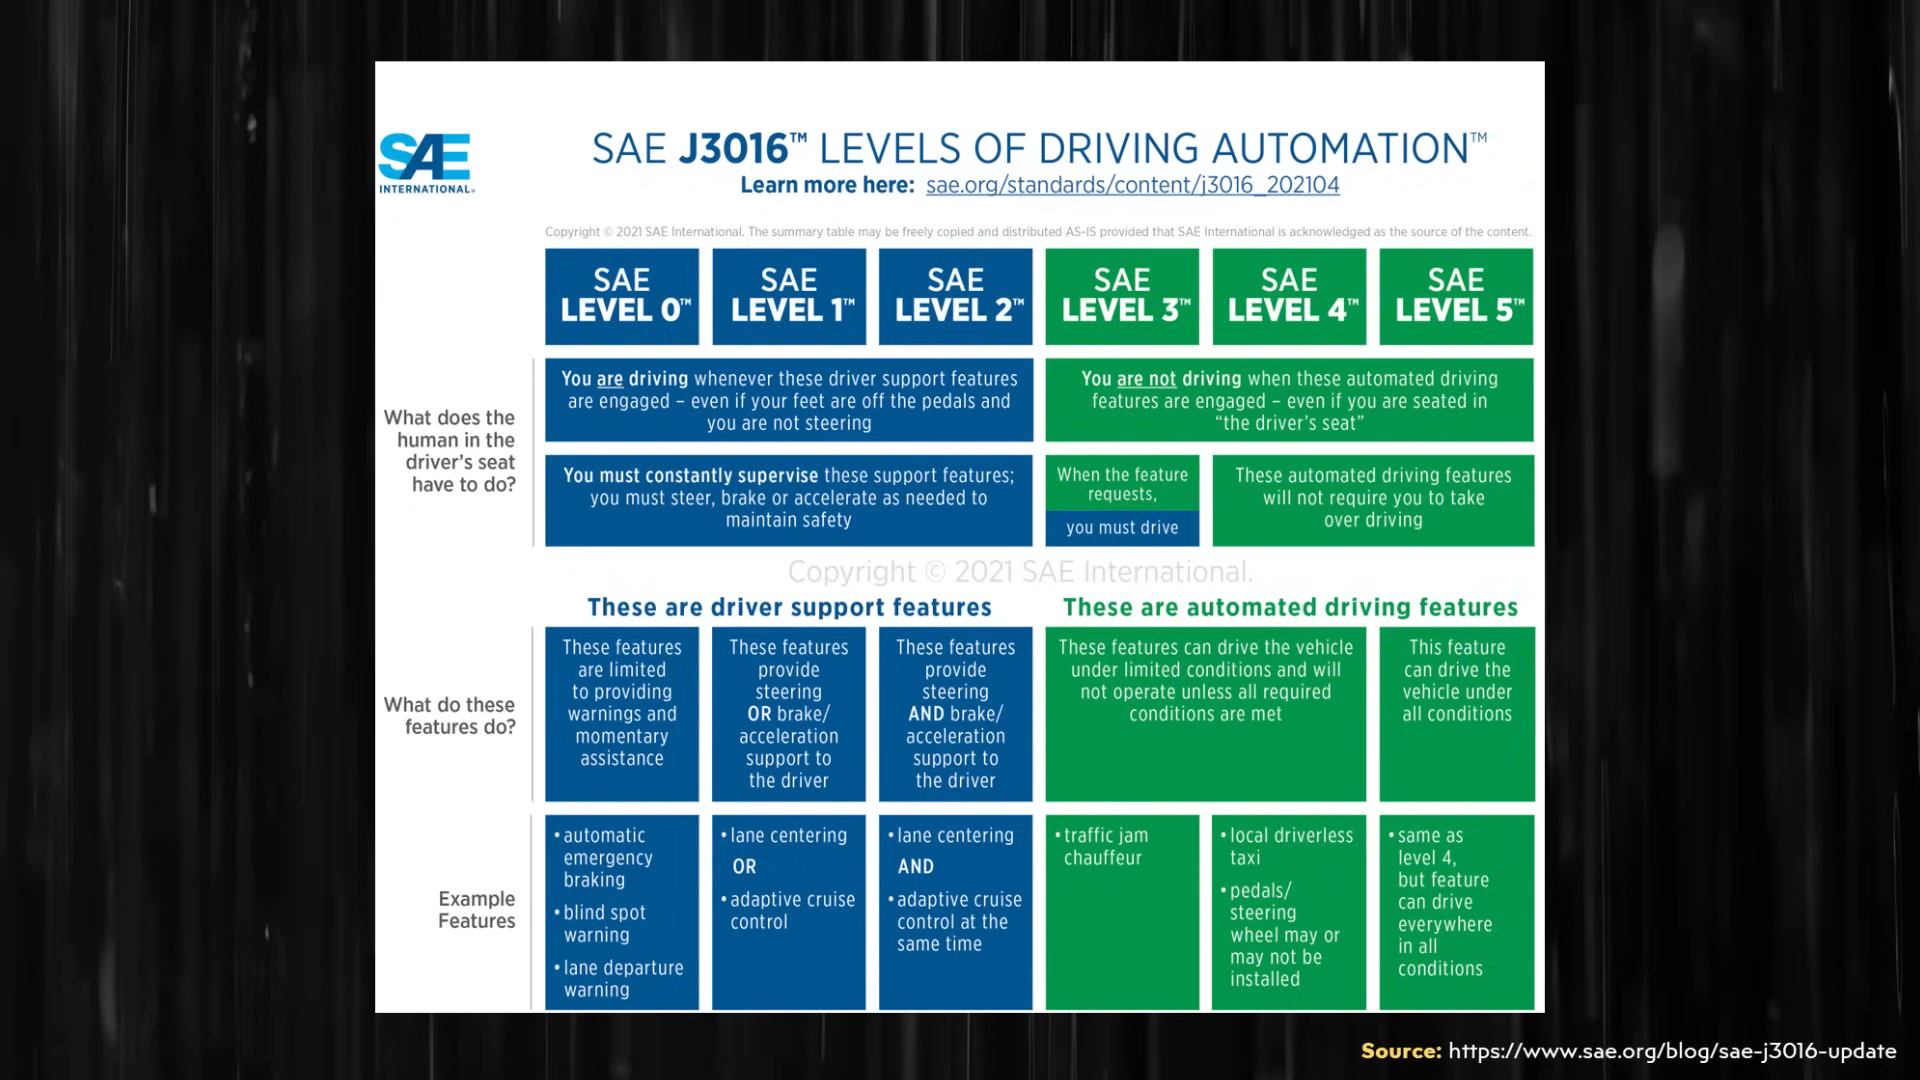 SAE
INTERNATIONAL®
SAE J3016™ LEVELS OF DRIVING AUTOMATION™
Learn more here: sae.org/standards/content/j3016_202104
Copyright © 2021 SAE International. The summary table may be freely copied and distributed AS-IS provided that SAE International is acknowledged as the source of the content.
SAE
LEVEL 0™
SAE
LEVEL 1™
SAE
LEVEL 2™
SAE
LEVEL 3™
SAE
LEVEL 4™
SAE
LEVEL 5™
What does the
human in the
driver's seat
have to do?
You are driving whenever these driver support features
are engaged – even if your feet are off the pedals and
you are not steering
You are not driving when these automated driving
features are engaged – even if you are seated in
“the driver's seat”
You must constantly supervise these support features;
you must steer, brake or accelerate as needed to
maintain safety
When the feature
requests,
you must drive
These automated driving features
will not require you to take
over driving
Copyright © 2021 SAE International.
These are driver support features
These are automated driving features
What do these
features do?
These features
are limited
to providing
warnings and
momentary
assistance
These features
provide
steering
OR brake/
acceleration
support to
the driver
These features
provide
steering
AND brake/
acceleration
support to
the driver
These features can drive the vehicle
under limited conditions and will
not operate unless all required
conditions are met
This feature
can drive the
vehicle under
all conditions
Example
Features
• automatic
emergency
braking
• blind spot
warning
• lane departure
warning
• lane centering
OR
• adaptive cruise
control
• lane centering
AND
• adaptive cruise
control at the
same time
• traffic jam
chauffeur
• local driverless
taxi
• pedals/
steering
wheel may or
may not be
installed
• same as
level 4,
but feature
can drive
everywhere
in all
conditions
Source: https://www.sae.org/blog/sae-j3016-update